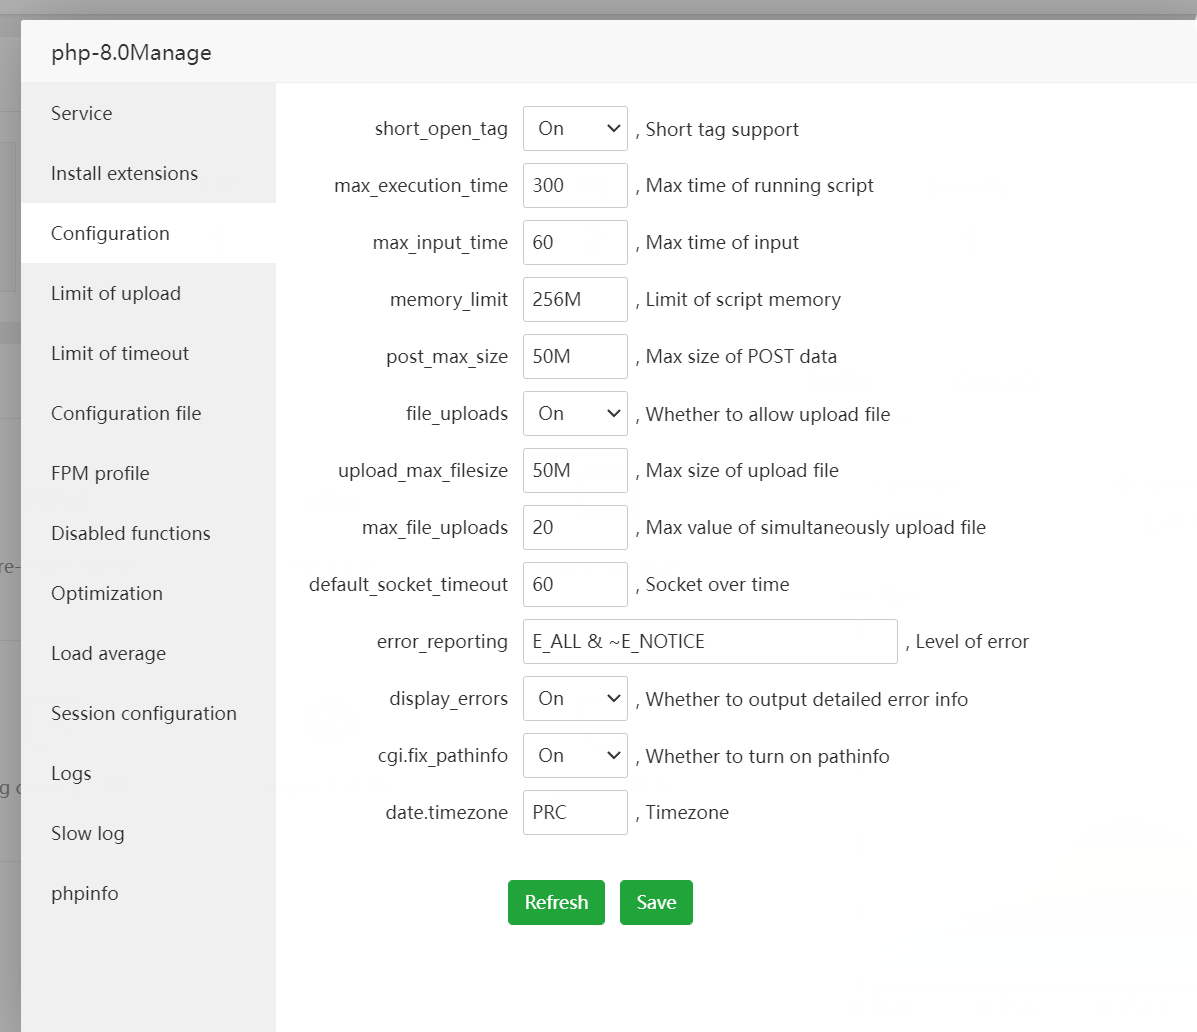 php-8.0Manage
Service
Install extensions
Configuration
Limit of upload
Limit of timeout
Configuration file
FPM profile
Disabled functions
Optimization
Load average
Session configuration
Logs
Slow log
phpinfo
short_open_tag On , Short tag support
max_execution_time 300 , Max time of running script
max_input_time 60 , Max time of input
memory_limit 256M , Limit of script memory
post_max_size 50M , Max size of POST data
file_uploads On , Whether to allow upload file
upload_max_filesize 50M , Max size of upload file
max_file_uploads 20 , Max value of simultaneously upload file
default_socket_timeout 60 , Socket over time
error_reporting E_ALL & ~E_NOTICE , Level of error
display_errors On , Whether to output detailed error info
cgi.fix_pathinfo On , Whether to turn on pathinfo
date.timezone PRC , Timezone
Refresh Save